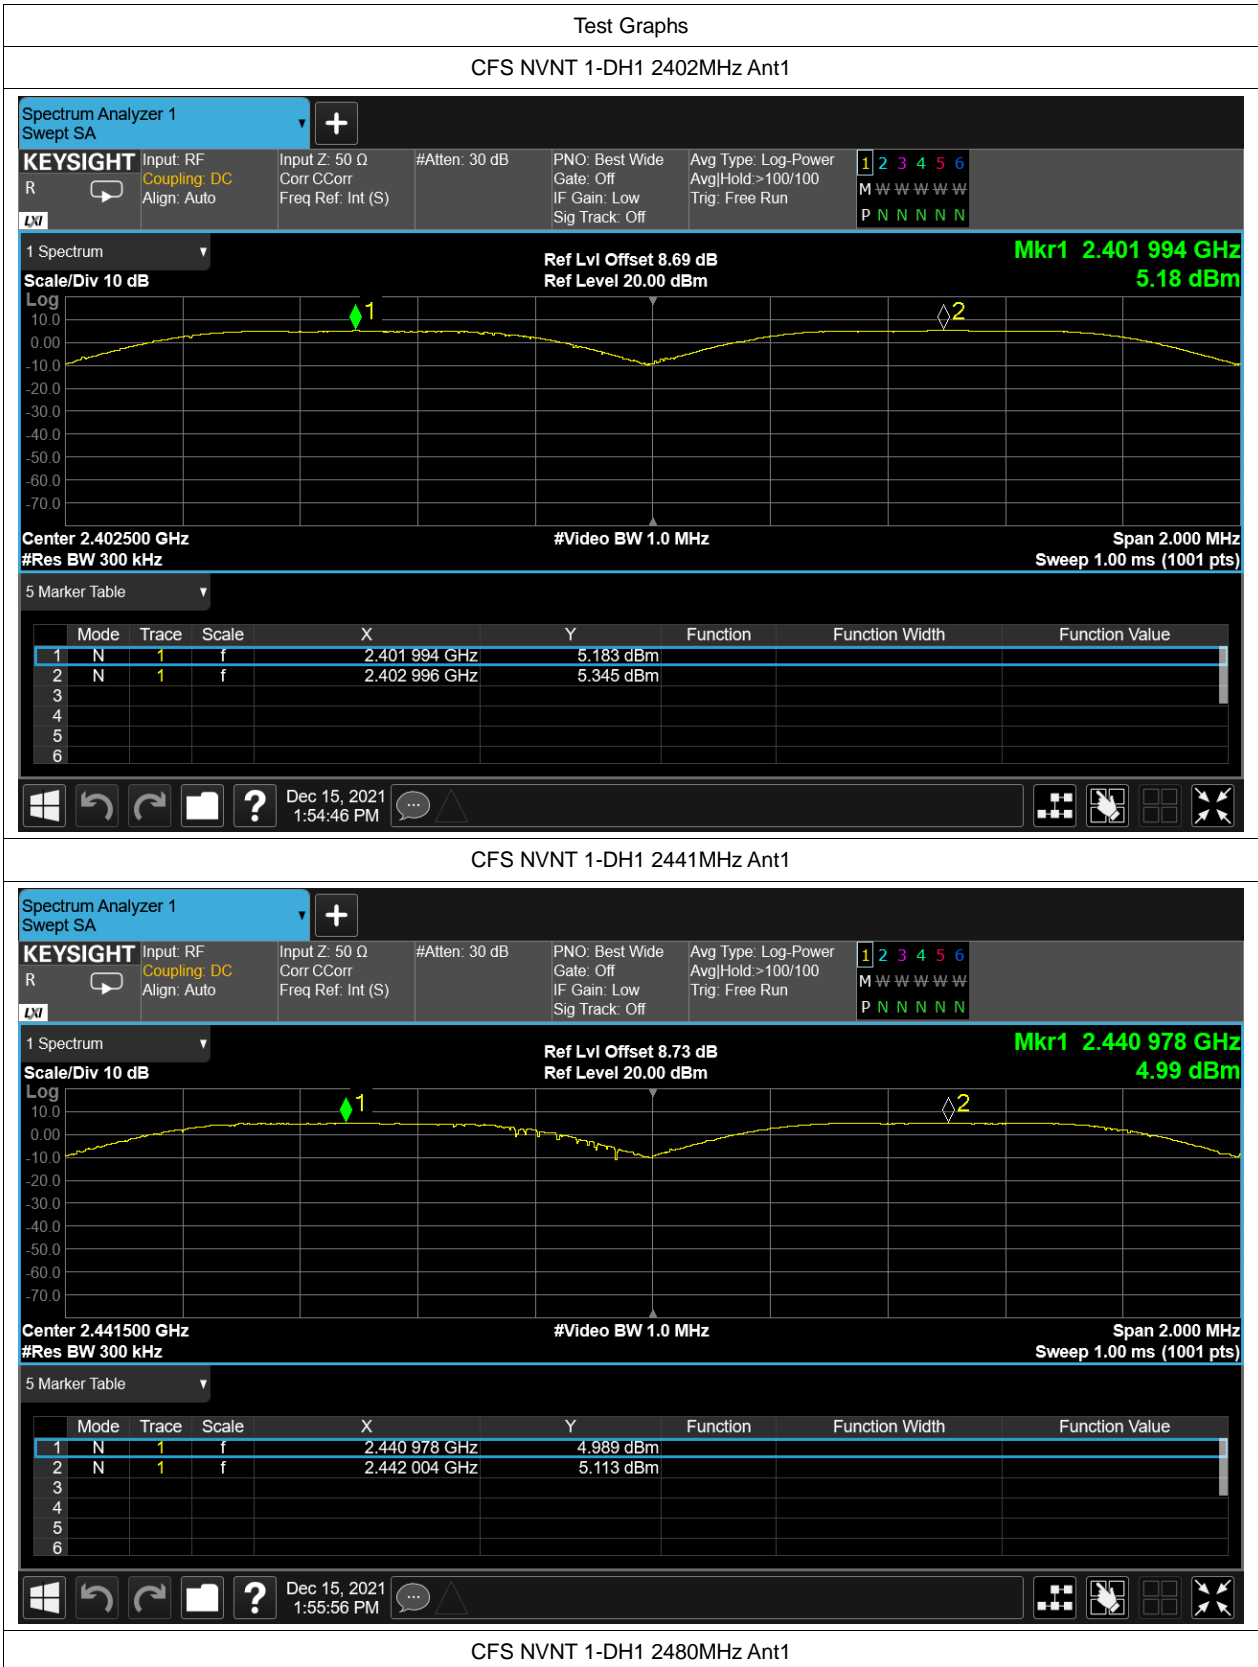 Test Graphs
CFS NVNT 1-DH1 2402MHz Ant1
Spectrum Analyzer 1
Swept SA
KEYSIGHT Input: RF Input Z: 50 Ω #Atten: 30 dB PNO: Best Wide Avg Type: Log-Power 1 2 3 4 5 6
R Coupling: DC Corr CCorr Gate: Off Avg|Hold:>100/100 M W W W W W
Align: Auto Freq Ref: Int (S) IF Gain: Low Trig: Free Run
LXI Sig Track: Off P N N N N N
1 Spectrum Ref Lvl Offset 8.69 dB Mkr1 2.401 994 GHz
Scale/Div 10 dB Ref Level 20.00 dBm 5.18 dBm
Log
1 2
10.0
0.00
-10.0
-20.0
-30.0
-40.0
-50.0
-60.0
-70.0
Center 2.402500 GHz #Video BW 1.0 MHz Span 2.000 MHz
#Res BW 300 kHz Sweep 1.00 ms (1001 pts)
5 Marker Table
Mode Trace Scale X Y Function Function Width Function Value
1 N 1 f 2.401 994 GHz 5.183 dBm
2 N 1 f 2.402 996 GHz 5.345 dBm
3
4
5
6
? Dec 15, 2021
1:54:46 PM
CFS NVNT 1-DH1 2441MHz Ant1
Spectrum Analyzer 1
Swept SA
KEYSIGHT Input: RF Input Z: 50 Ω #Atten: 30 dB PNO: Best Wide Avg Type: Log-Power 1 2 3 4 5 6
R Coupling: DC Corr CCorr Gate: Off Avg|Hold:>100/100 M W W W W W
Align: Auto Freq Ref: Int (S) IF Gain: Low Trig: Free Run
LXI Sig Track: Off P N N N N N
1 Spectrum Ref Lvl Offset 8.73 dB Mkr1 2.440 978 GHz
Scale/Div 10 dB Ref Level 20.00 dBm 4.99 dBm
Log
1 2
10.0
0.00
-10.0
-20.0
-30.0
-40.0
-50.0
-60.0
-70.0
Center 2.441500 GHz #Video BW 1.0 MHz Span 2.000 MHz
#Res BW 300 kHz Sweep 1.00 ms (1001 pts)
5 Marker Table
Mode Trace Scale X Y Function Function Width Function Value
1 N 1 f 2.440 978 GHz 4.989 dBm
2 N 1 f 2.442 004 GHz 5.113 dBm
3
4
5
6
? Dec 15, 2021
1:55:56 PM
CFS NVNT 1-DH1 2480MHz Ant1